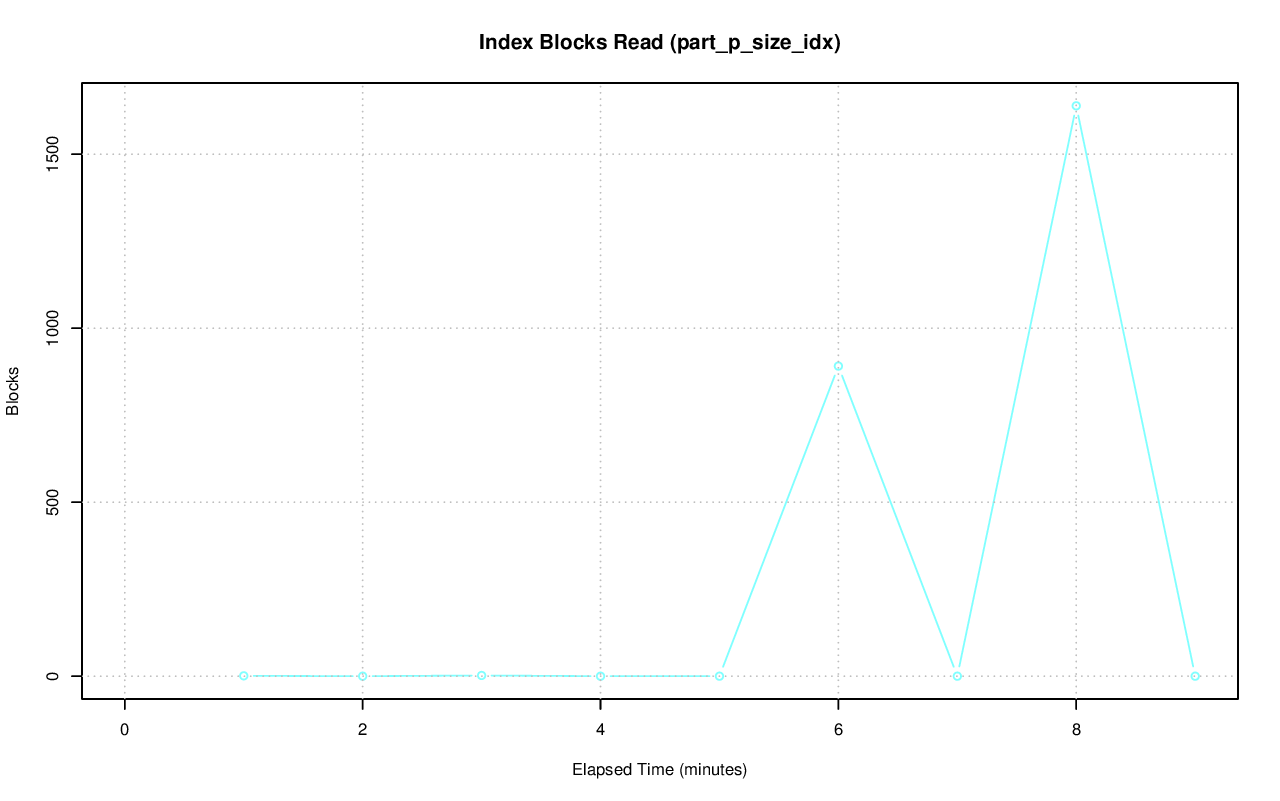 Index Blocks Read (part_p_size_idx)
1500
1000
500
0
Blocks
0 2 4 6 8
Elapsed Time (minutes)